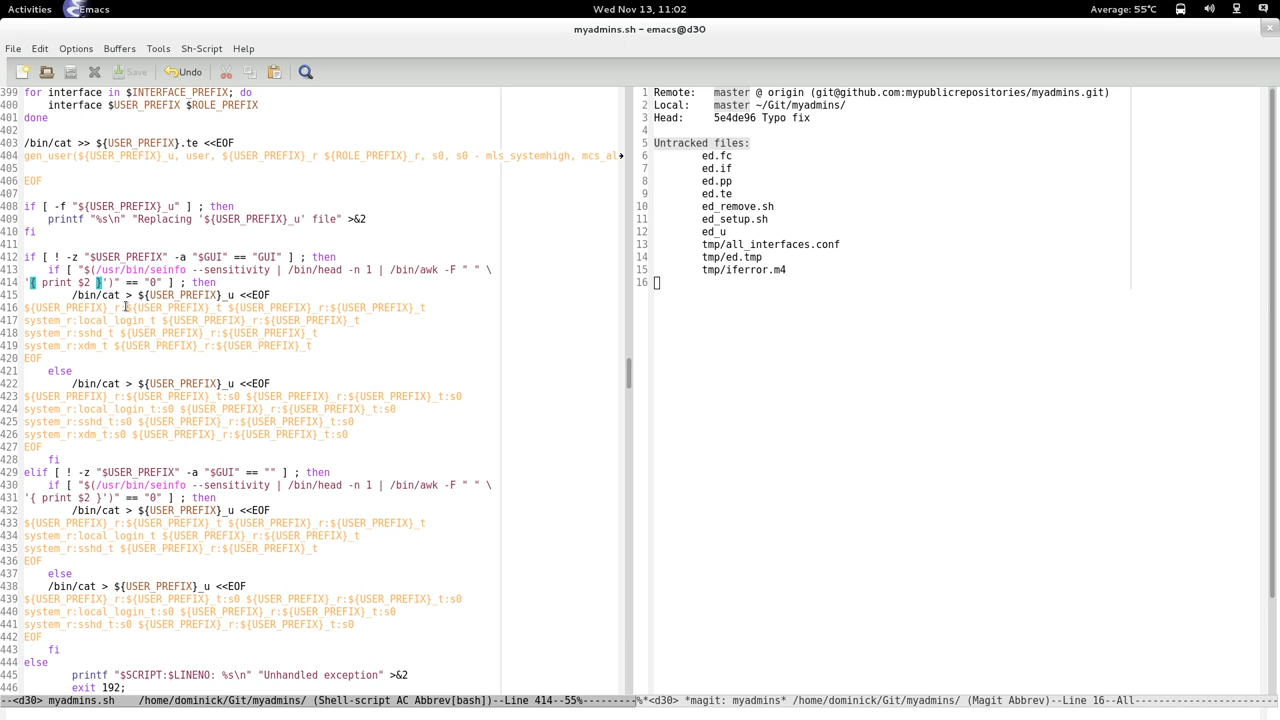 Activities Emacs Wed Nov 13, 11:02 Average: 55°C
myadmins.sh - emacs@d30
File Edit Options Buffers Tools Sh-Script Help
Save Undo
399 for interface in $INTERFACE_PREFIX; do
400     interface $USER_PREFIX $ROLE_PREFIX
401 done
402
403 /bin/cat >> ${USER_PREFIX}.te <<EOF
404 gen_user(${USER_PREFIX}_u, user, ${USER_PREFIX}_r ${ROLE_PREFIX}_r, s0, s0 - mls_systemhigh, mcs_al
405
406 EOF
407
408 if [ -f "${USER_PREFIX}_u" ] ; then
409     printf "%s\n" "Replacing '${USER_PREFIX}_u' file" >&2
410 fi
411
412 if [ ! -z "$USER_PREFIX" -a "$GUI" == "GUI" ] ; then
413     if [ "$(/usr/bin/seinfo --sensitivity | /bin/head -n 1 | /bin/awk -F " " \
414 '{ print $2 }')" == "0" ] ; then
415         /bin/cat > ${USER_PREFIX}_u <<EOF
416 ${USER_PREFIX}_r:${USER_PREFIX}_t ${USER_PREFIX}_r:${USER_PREFIX}_t
417 system_r:local_login_t ${USER_PREFIX}_r:${USER_PREFIX}_t
418 system_r:sshd_t ${USER_PREFIX}_r:${USER_PREFIX}_t
419 system_r:xdm_t ${USER_PREFIX}_r:${USER_PREFIX}_t
420 EOF
421     else
422         /bin/cat > ${USER_PREFIX}_u <<EOF
423 ${USER_PREFIX}_r:${USER_PREFIX}_t:s0 ${USER_PREFIX}_r:${USER_PREFIX}_t:s0
424 system_r:local_login_t:s0 ${USER_PREFIX}_r:${USER_PREFIX}_t:s0
425 system_r:sshd_t:s0 ${USER_PREFIX}_r:${USER_PREFIX}_t:s0
426 system_r:xdm_t:s0 ${USER_PREFIX}_r:${USER_PREFIX}_t:s0
427 EOF
428     fi
429 elif [ ! -z "$USER_PREFIX" -a "$GUI" == "" ] ; then
430     if [ "$(/usr/bin/seinfo --sensitivity | /bin/head -n 1 | /bin/awk -F " " \
431 '{ print $2 }')" == "0" ] ; then
432         /bin/cat > ${USER_PREFIX}_u <<EOF
433 ${USER_PREFIX}_r:${USER_PREFIX}_t ${USER_PREFIX}_r:${USER_PREFIX}_t
434 system_r:local_login_t ${USER_PREFIX}_r:${USER_PREFIX}_t
435 system_r:sshd_t ${USER_PREFIX}_r:${USER_PREFIX}_t
436 EOF
437     else
438     /bin/cat > ${USER_PREFIX}_u <<EOF
439 ${USER_PREFIX}_r:${USER_PREFIX}_t:s0 ${USER_PREFIX}_r:${USER_PREFIX}_t:s0
440 system_r:local_login_t:s0 ${USER_PREFIX}_r:${USER_PREFIX}_t:s0
441 system_r:sshd_t:s0 ${USER_PREFIX}_r:${USER_PREFIX}_t:s0
442 EOF
443     fi
444 else
445         printf "$SCRIPT:$LINENO: %s\n" "Unhandled exception" >&2
446         exit 192;
--<d30> myadmins.sh    /home/dominick/Git/myadmins/ (Shell-script AC Abbrev[bash])--Line 414--55%---------
1 Remote:   master @ origin (git@github.com:mypublicrepositories/myadmins.git)
2 Local:    master ~/Git/myadmins/
3 Head:     5e4de96 Typo fix
4
5 Untracked files:
6         ed.fc
7         ed.if
8         ed.pp
9         ed.te
10         ed_remove.sh
11         ed_setup.sh
12         ed_u
13         tmp/all_interfaces.conf
14         tmp/ed.tmp
15         tmp/iferror.m4
16
%*<d30> *magit: myadmins* /home/dominick/Git/myadmins/ (Magit Abbrev)--Line 16--All------------------------